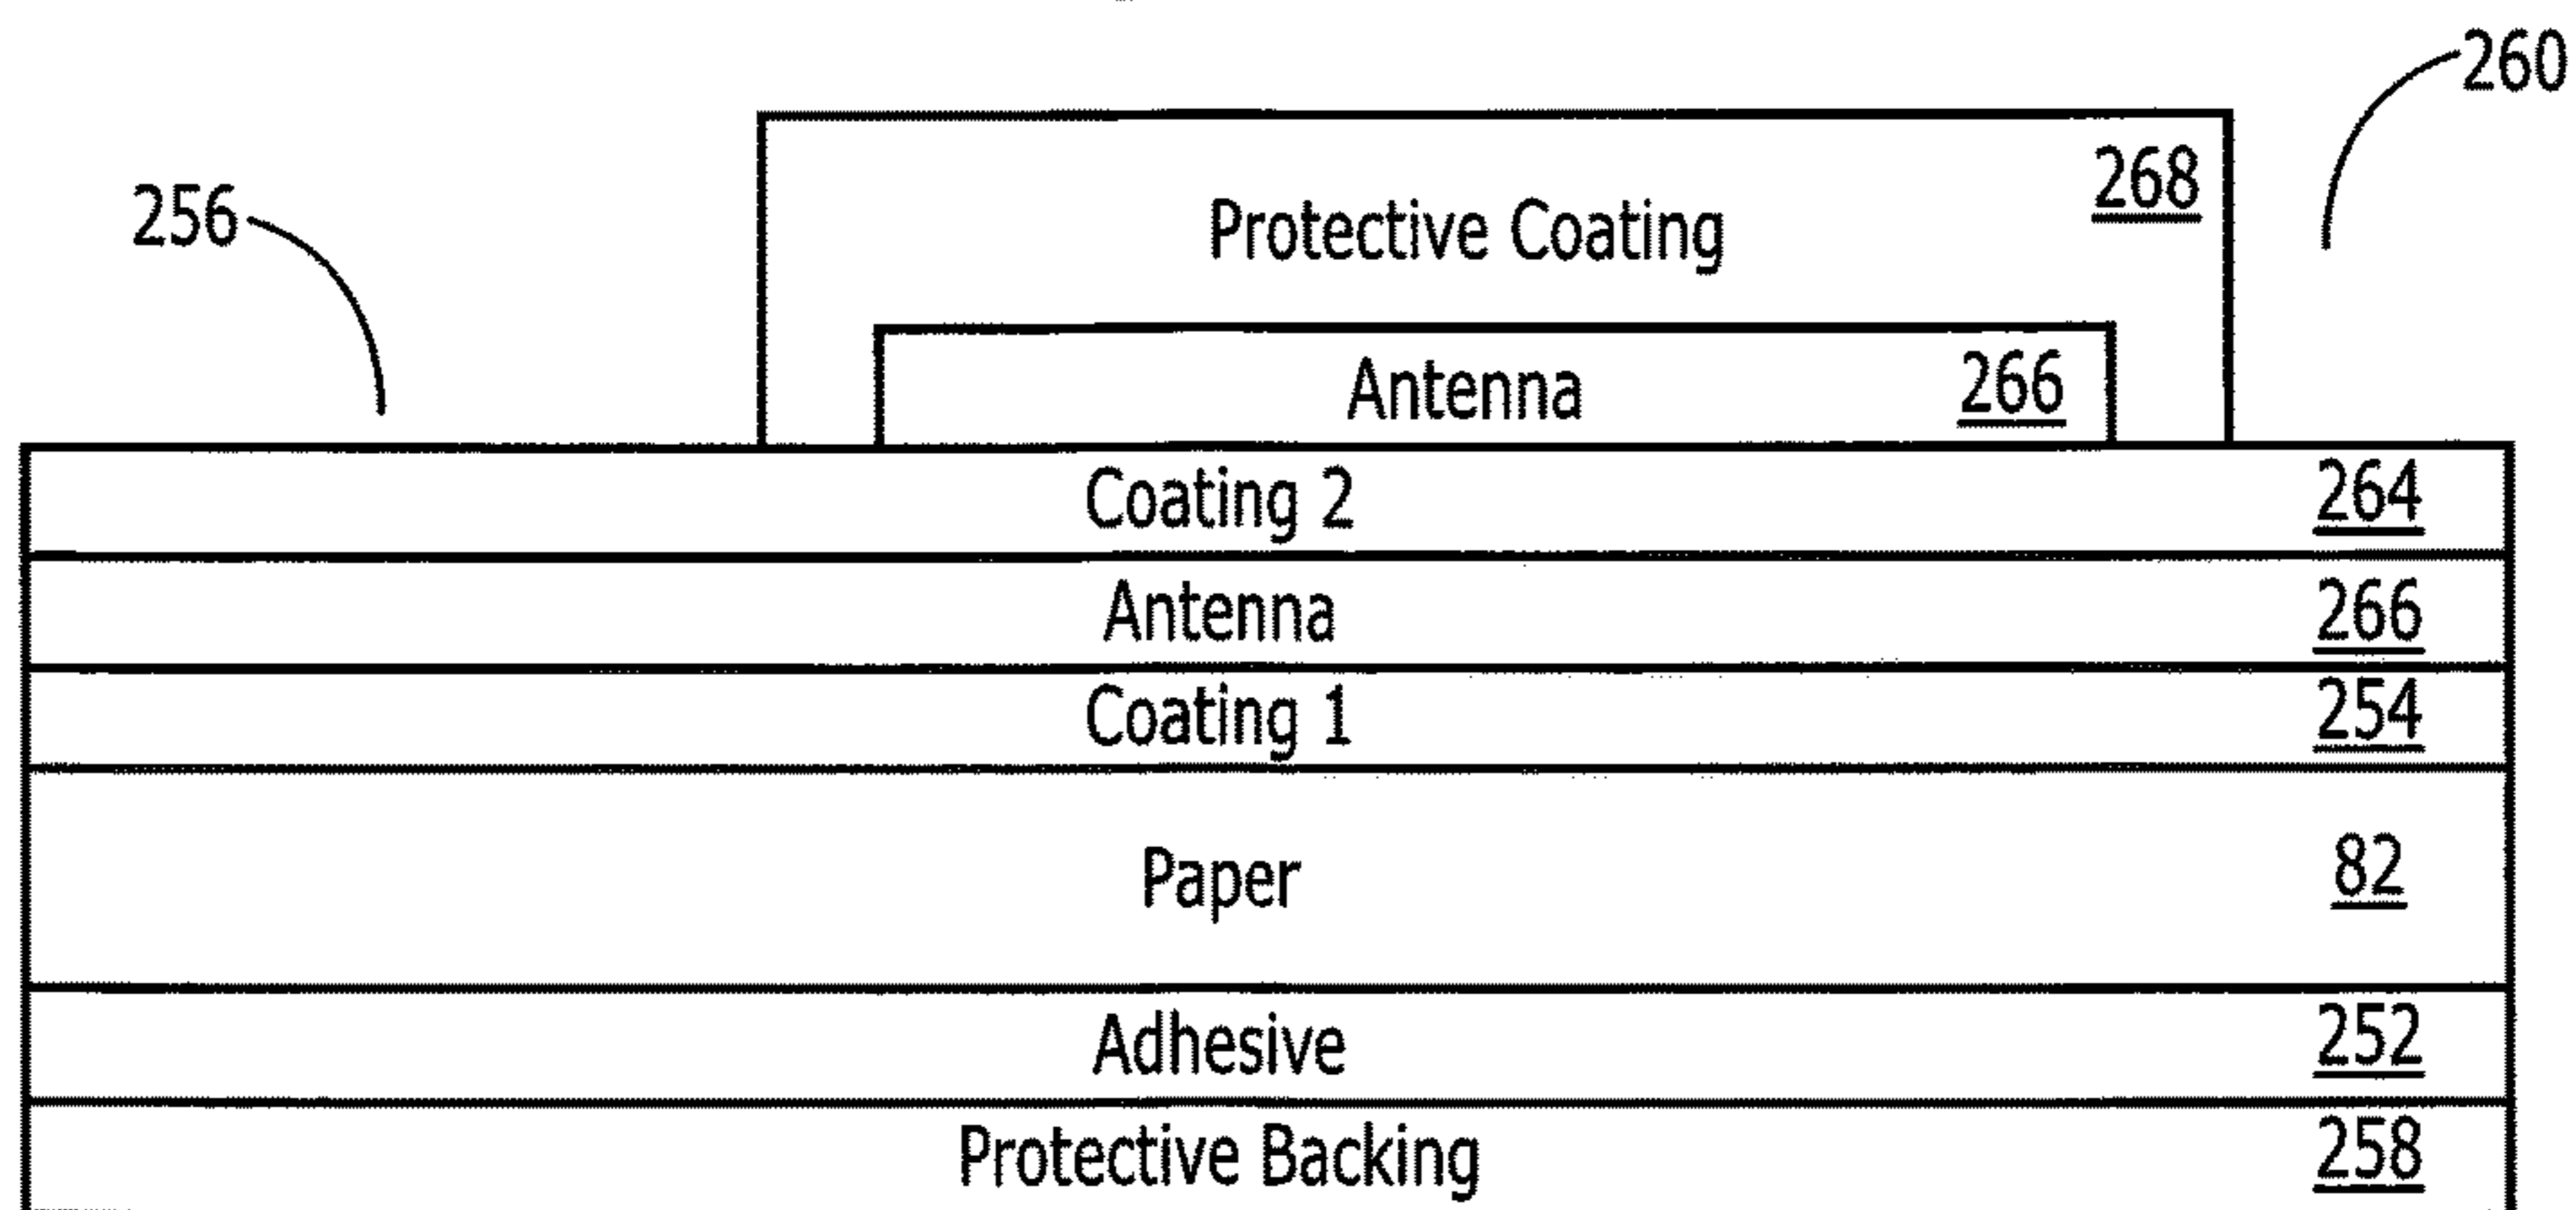 260
256
268
Protective Coating
Antenna 266
Coating 2 264
Antenna 266
Coating 1 254
Paper 82
Adhesive 252
Protective Backing 258